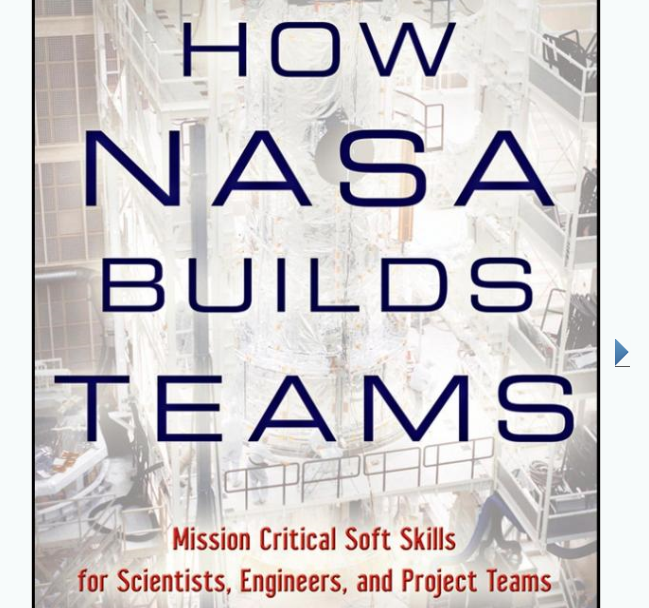 HOW
NASA
BUILDS
TEAMS
Mission Critical Soft Skills
for Scientists, Engineers, and Project Teams